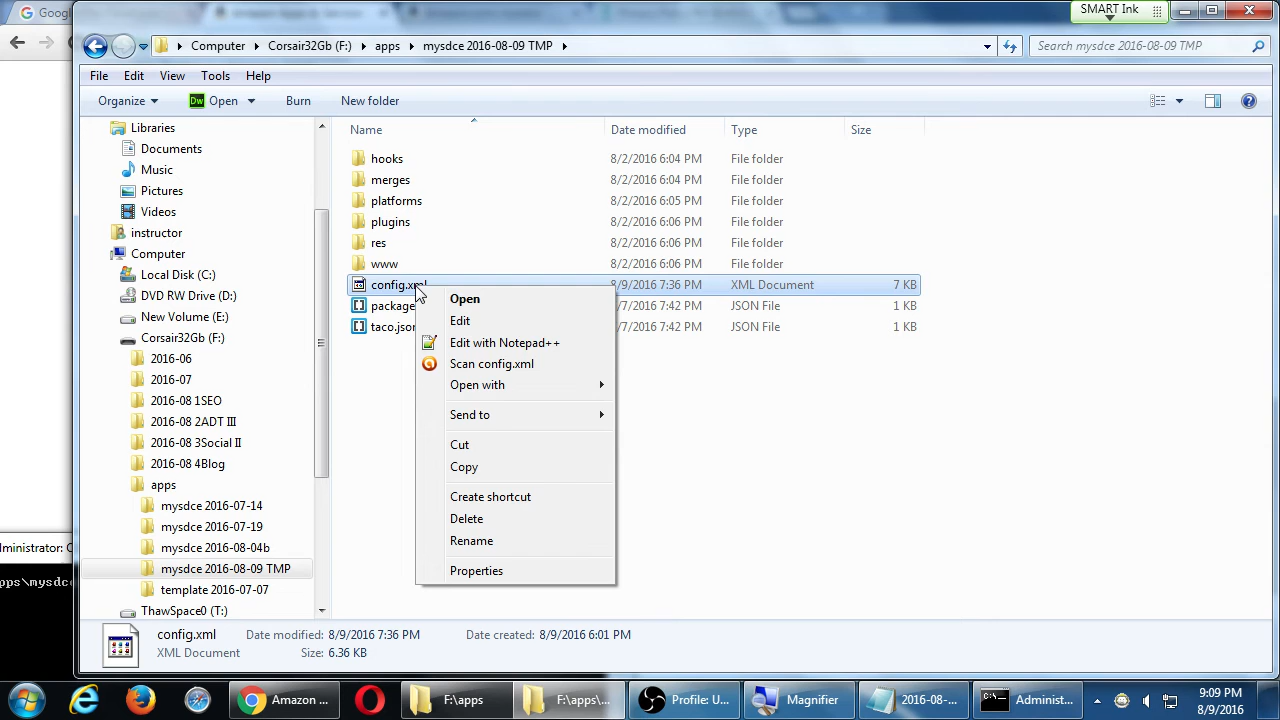 Google
SMART Ink
Computer Corsair32Gb (F:) apps mysdce 2016-08-09 TMP
Search mysdce 2016-08-09 TMP
File Edit View Tools Help
Organize Dw Open Burn New folder
Libraries
Documents
Music
Pictures
Videos
instructor
Computer
Local Disk (C:)
DVD RW Drive (D:)
New Volume (E:)
Corsair32Gb (F:)
2016-06
2016-07
2016-08 1SEO
2016-08 2ADT III
2016-08 3Social II
2016-08 4Blog
apps
mysdce 2016-07-14
mysdce 2016-07-19
mysdce 2016-08-04b
mysdce 2016-08-09 TMP
template 2016-07-07
ThawSpace0 (T:)
Name Date modified Type Size
hooks 8/2/2016 6:04 PM File folder
merges 8/2/2016 6:04 PM File folder
platforms 8/2/2016 6:05 PM File folder
plugins 8/2/2016 6:06 PM File folder
res 8/2/2016 6:06 PM File folder
www 8/2/2016 6:06 PM File folder
config.xml 8/9/2016 7:36 PM XML Document 7 KB
package /7/2016 7:42 PM JSON File 1 KB
taco.json /7/2016 7:42 PM JSON File 1 KB
Open
Edit
Edit with Notepad++
Scan config.xml
Open with
Send to
Cut
Copy
Create shortcut
Delete
Rename
Properties
ministrator: C
pps\mysdce
config.xml Date modified: 8/9/2016 7:36 PM Date created: 8/9/2016 6:01 PM
XML Document Size: 6.36 KB
Amazon ... F:\apps F:\apps\... Profile: U... Magnifier 2016-08-... Administ...
9:09 PM
8/9/2016